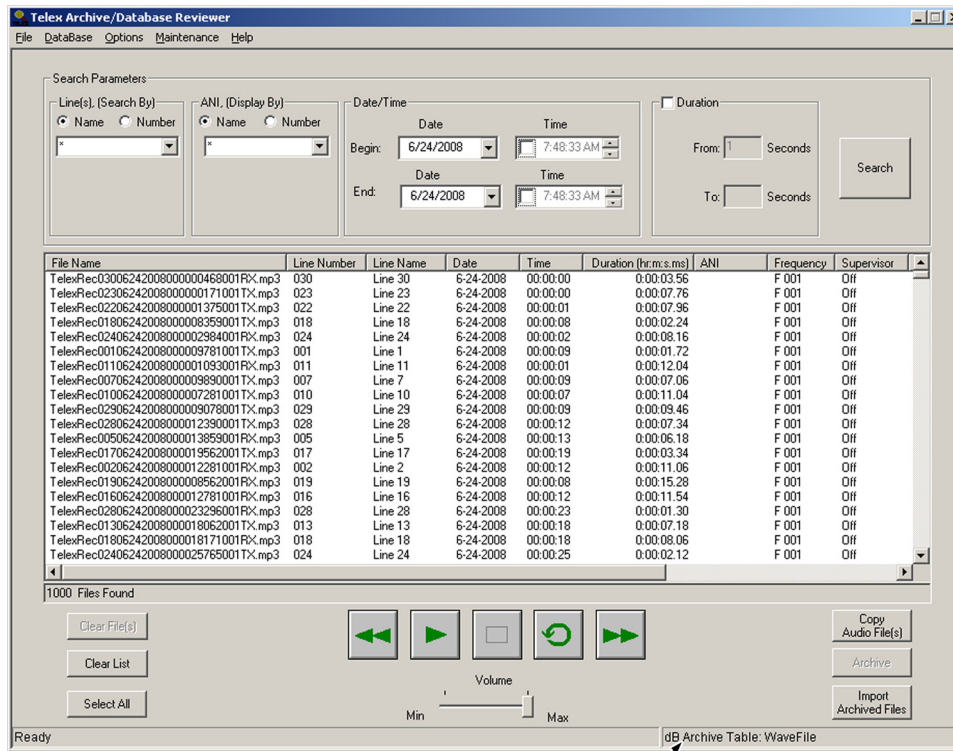 Telex Archive/Database Reviewer
File DataBase Options Maintenance Help
Search Parameters
Line(s), (Search By) ANI, (Display By) Date/Time Duration
Name Number Name Number Date Time
* * Begin: 6/24/2008 7:48:33 AM From: 1 Seconds
Search
Date Time
End: 6/24/2008 7:48:33 AM To: Seconds
File Name Line Number Line Name Date Time Duration (hr:m:s.ms) ANI Frequency Supervisor
TelexRec03006242008000000468001RX.mp3 030 Line 30 6-24-2008 00:00:00 0:00:03.56 F 001 Off
TelexRec02306242008000000171001TX.mp3 023 Line 23 6-24-2008 00:00:00 0:00:07.76 F 001 Off
TelexRec02206242008000001375001TX.mp3 022 Line 22 6-24-2008 00:00:01 0:00:07.96 F 001 Off
TelexRec01806242008000008359001TX.mp3 018 Line 18 6-24-2008 00:00:08 0:00:02.24 F 001 Off
TelexRec02406242008000002984001RX.mp3 024 Line 24 6-24-2008 00:00:02 0:00:08.16 F 001 Off
TelexRec00106242008000009781001TX.mp3 001 Line 1 6-24-2008 00:00:09 0:00:01.72 F 001 Off
TelexRec01106242008000001093001RX.mp3 011 Line 11 6-24-2008 00:00:01 0:00:12.04 F 001 Off
TelexRec00706242008000009890001TX.mp3 007 Line 7 6-24-2008 00:00:09 0:00:07.06 F 001 Off
TelexRec01006242008000007281001TX.mp3 010 Line 10 6-24-2008 00:00:07 0:00:11.04 F 001 Off
TelexRec02906242008000009078001TX.mp3 029 Line 29 6-24-2008 00:00:09 0:00:09.46 F 001 Off
TelexRec02806242008000012390001TX.mp3 028 Line 28 6-24-2008 00:00:12 0:00:07.34 F 001 Off
TelexRec00506242008000013859001RX.mp3 005 Line 5 6-24-2008 00:00:13 0:00:06.18 F 001 Off
TelexRec01706242008000019562001TX.mp3 017 Line 17 6-24-2008 00:00:19 0:00:03.34 F 001 Off
TelexRec00206242008000012281001RX.mp3 002 Line 2 6-24-2008 00:00:12 0:00:11.06 F 001 Off
TelexRec01906242008000008562001RX.mp3 019 Line 19 6-24-2008 00:00:08 0:00:15.28 F 001 Off
TelexRec01606242008000012781001RX.mp3 016 Line 16 6-24-2008 00:00:12 0:00:11.54 F 001 Off
TelexRec02806242008000023296001RX.mp3 028 Line 28 6-24-2008 00:00:23 0:00:01.30 F 001 Off
TelexRec01306242008000018062001TX.mp3 013 Line 13 6-24-2008 00:00:18 0:00:07.18 F 001 Off
TelexRec01806242008000018171001RX.mp3 018 Line 18 6-24-2008 00:00:18 0:00:08.06 F 001 Off
TelexRec02406242008000025765001TX.mp3 024 Line 24 6-24-2008 00:00:25 0:00:02.12 F 001 Off
1000 Files Found
Clear File(s)
Clear List
Select All
Volume
Min Max
Copy
Audio File(s)
Archive
Import
Archived Files
Ready dB Archive Table: WaveFile